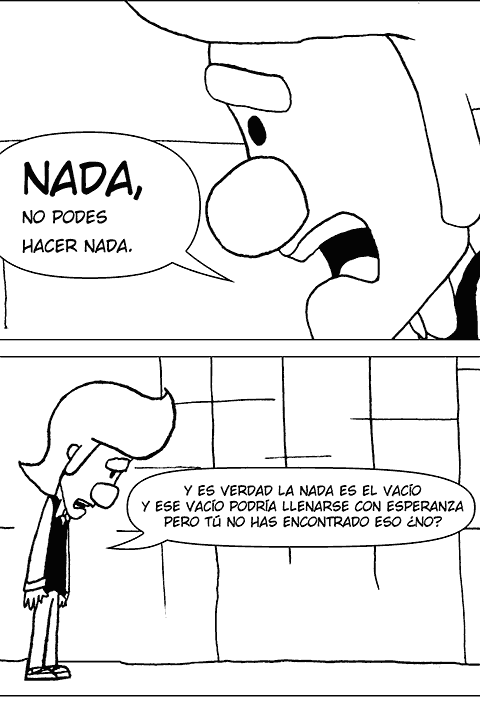 NADA,
NO PODES
HACER NADA.
Y ES VERDAD LA NADA ES EL VACÍO
Y ESE VACÍO PODRÍA LLENARSE CON ESPERANZA
PERO TÚ NO HAS ENCONTRADO ESO ¿NO?